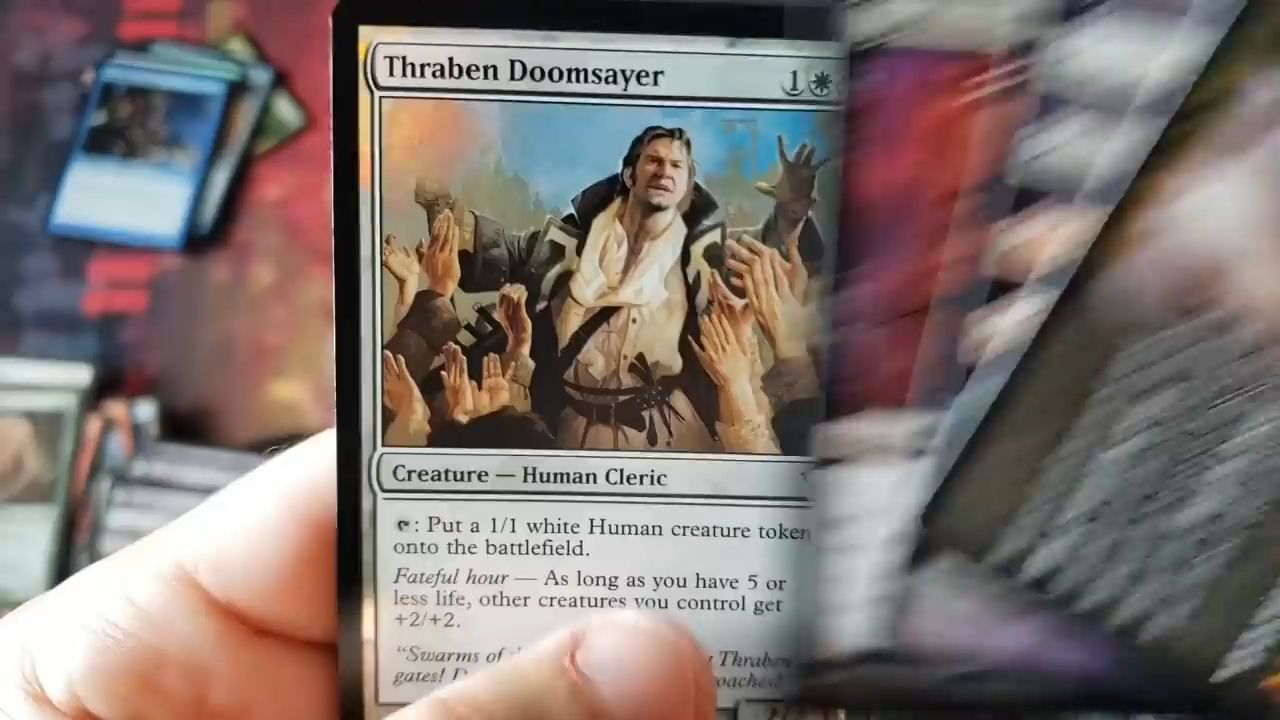 Thraben Doomsayer 1
Creature — Human Cleric
: Put a 1/1 white Human creature token
onto the battlefield.
Fateful hour — As long as you have 5 or
less life, other creatures you control get
+2/+2.
"Swarms of Thraben
gates!